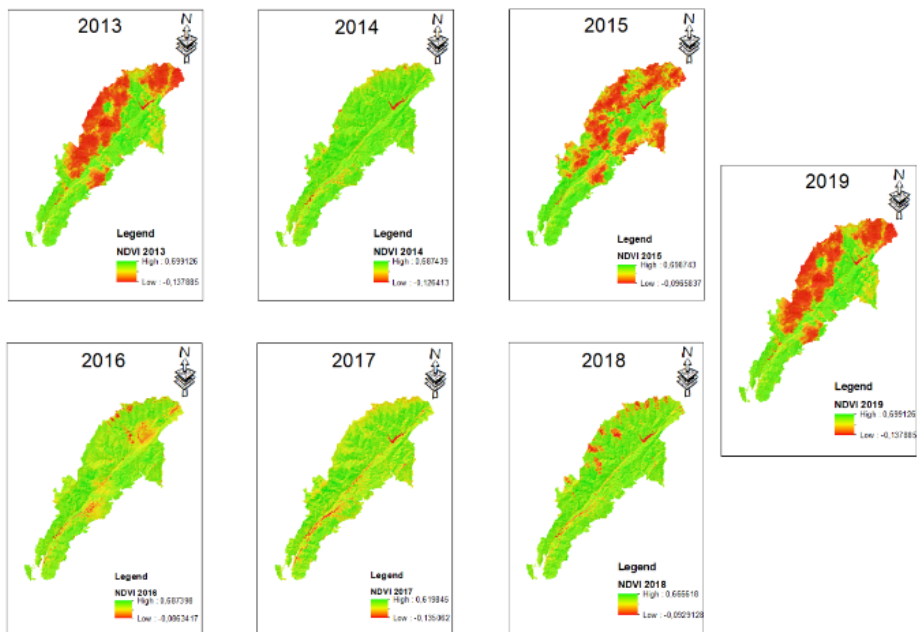 2013
N
Legend
NDVI 2013
High : 0,699126
Low : -0,137885
2014
N
Legend
NDVI 2014
High : 0,687439
Low : -0,126413
2015
N
Legend
NDVI 2015
High : 0,698743
Low : -0,0965837
2019
N
Legend
NDVI 2019
High : 0,699126
Low : -0,137885
2016
N
Legend
NDVI 2016
High : 0,687398
Low : -0,0863417
2017
N
Legend
NDVI 2017
High : 0,619845
Low : -0,135062
2018
N
Legend
NDVI 2018
High : 0,666618
Low : -0,0929128